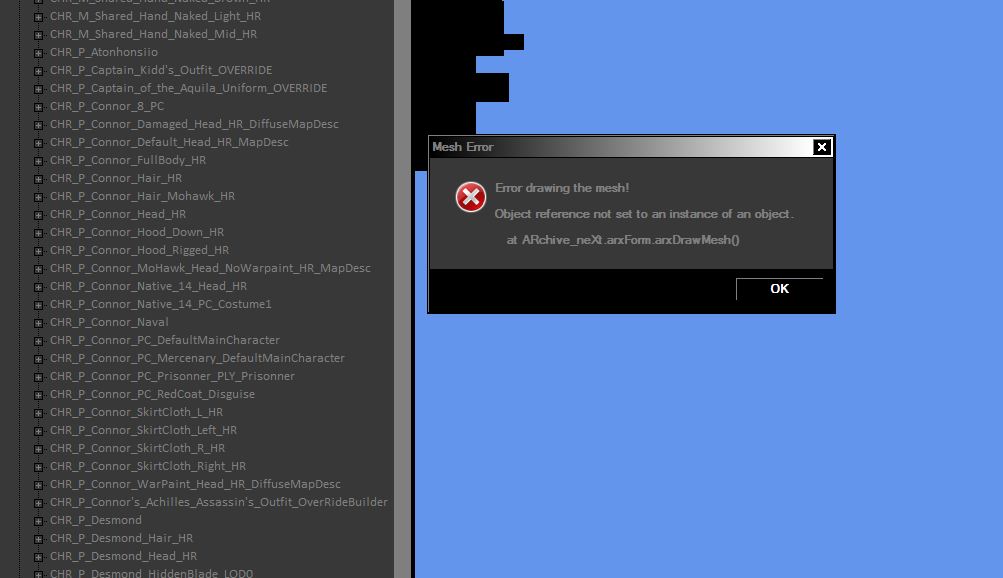 CHR_M_Shared_Hand_Naked_Brown_HR
CHR_M_Shared_Hand_Naked_Light_HR
CHR_M_Shared_Hand_Naked_Mid_HR
CHR_P_Atonhonsiio
CHR_P_Captain_Kidd's_Outfit_OVERRIDE
CHR_P_Captain_of_the_Aquila_Uniform_OVERRIDE
CHR_P_Connor_8_PC
CHR_P_Connor_Damaged_Head_HR_DiffuseMapDesc
CHR_P_Connor_Default_Head_HR_MapDesc
CHR_P_Connor_FullBody_HR
CHR_P_Connor_Hair_HR
CHR_P_Connor_Hair_Mohawk_HR
CHR_P_Connor_Head_HR
CHR_P_Connor_Hood_Down_HR
CHR_P_Connor_Hood_Rigged_HR
CHR_P_Connor_MoHawk_Head_NoWarpaint_HR_MapDesc
CHR_P_Connor_Native_14_Head_HR
CHR_P_Connor_Native_14_PC_Costume1
CHR_P_Connor_Naval
CHR_P_Connor_PC_DefaultMainCharacter
CHR_P_Connor_PC_Mercenary_DefaultMainCharacter
CHR_P_Connor_PC_Prisonner_PLY_Prisonner
CHR_P_Connor_PC_RedCoat_Disguise
CHR_P_Connor_SkirtCloth_L_HR
CHR_P_Connor_SkirtCloth_Left_HR
CHR_P_Connor_SkirtCloth_R_HR
CHR_P_Connor_SkirtCloth_Right_HR
CHR_P_Connor_WarPaint_Head_HR_DiffuseMapDesc
CHR_P_Connor's_Achilles_Assassin's_Outfit_OverRideBuilder
CHR_P_Desmond
CHR_P_Desmond_Hair_HR
CHR_P_Desmond_Head_HR
CHR_P_Desmond_HiddenBlade_LOD0
Mesh Error
Error drawing the mesh!
Object reference not set to an instance of an object.
at ARchive_neXt.arxForm.arxDrawMesh()
OK